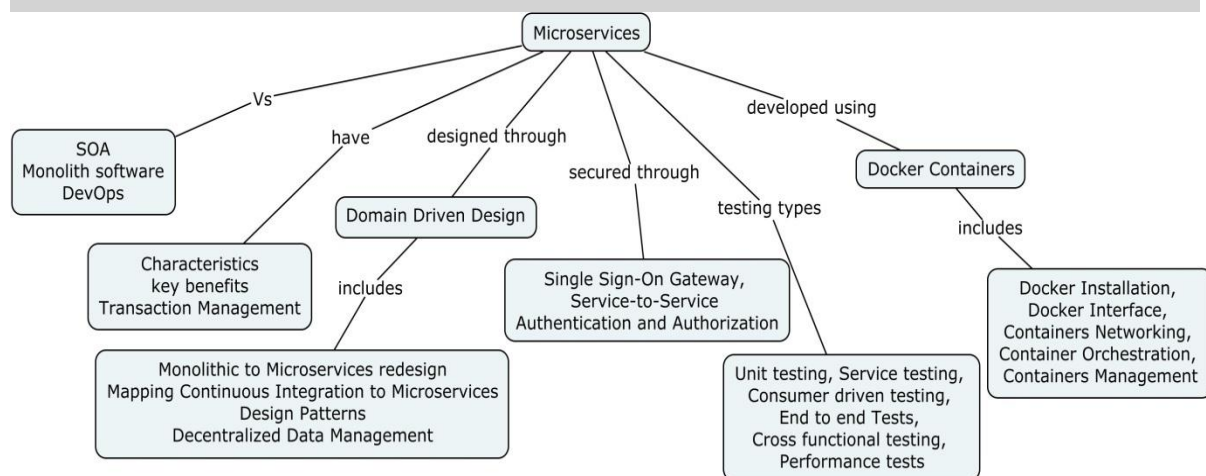 Microservices
Vs
have
designed through
secured through
testing types
developed using
SOA
Monolith software
DevOps
Characteristics
key benefits
Transaction Management
Domain Driven Design
includes
Monolithic to Microservices redesign
Mapping Continuous Integration to Microservices
Design Patterns
Decentralized Data Management
Single Sign-On Gateway,
Service-to-Service
Authentication and Authorization
Unit testing, Service testing,
Consumer driven testing,
End to end Tests,
Cross functional testing,
Performance tests
Docker Containers
includes
Docker Installation,
Docker Interface,
Containers Networking,
Container Orchestration,
Containers Management